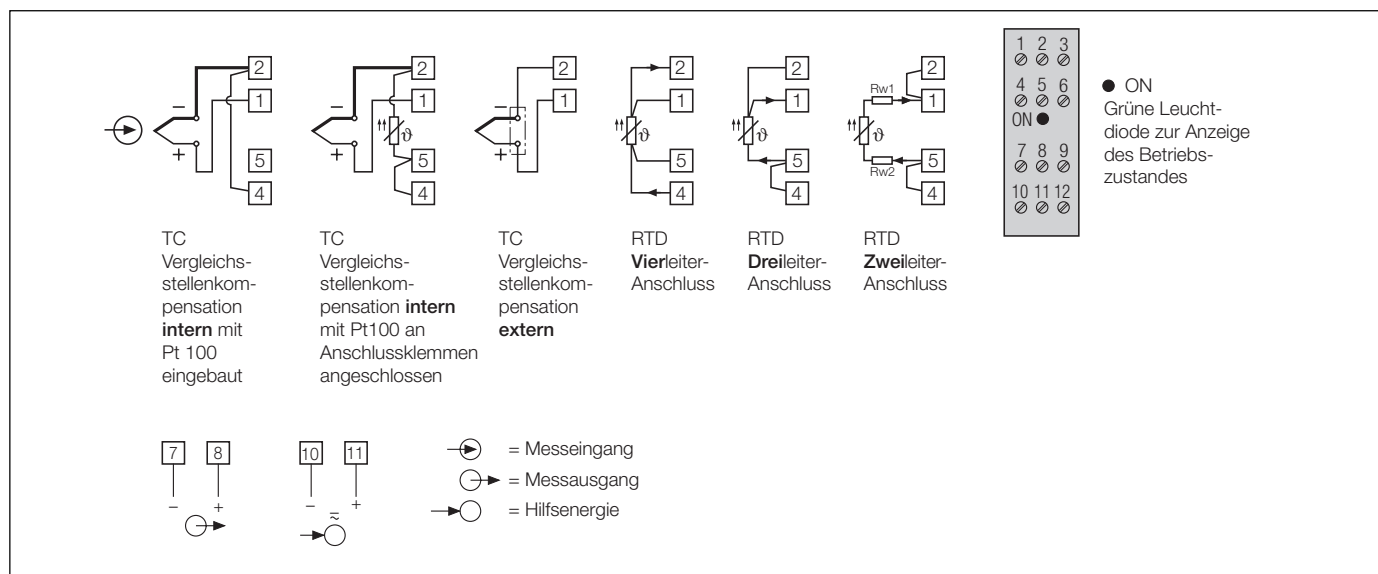 2
1
5
4
–
+
TC
Vergleichs-
stellenkom-
pensation
intern mit
Pt 100
eingebaut
2
1
5
4
–
+
ϑ
TC
Vergleichs-
stellenkom-
pensation intern
mit Pt100 an
Anschlussklemmen
angeschlossen
2
1
5
4
–
+
TC
Vergleichs-
stellenkom-
pensation
extern
2
1
5
4
ϑ
RTD
Vierleiter-
Anschluss
2
1
5
4
ϑ
RTD
Dreileiter-
Anschluss
2
1
5
4
Rw1
ϑ
Rw2
RTD
Zweileiter-
Anschluss
1 2 3
4 5 6
ON
7 8 9
10 11 12
ON
Grüne Leucht-
diode zur Anzeige
des Betriebs-
zustandes
7 8
– +
10 11
– +
= Messeingang
= Messausgang
= Hilfsenergie